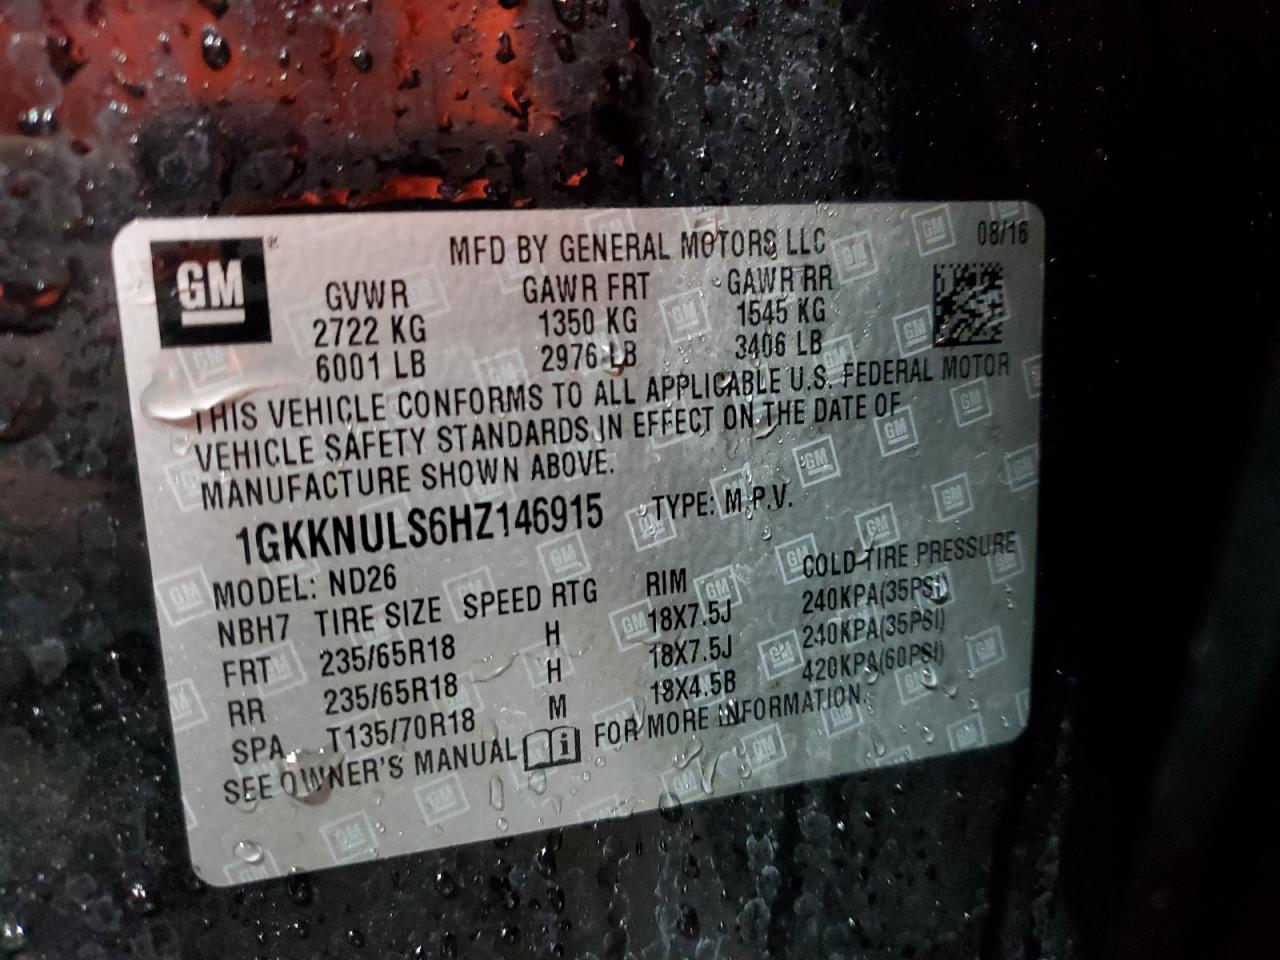 GM ® MFD BY GENERAL MOTORS LLC 08/16
GVWR GAWR FRT GAWR RR
2722 KG 1350 KG 1545 KG
6001 LB 2976 LB 3406 LB
THIS VEHICLE CONFORMS TO ALL APPLICABLE U.S. FEDERAL MOTOR
VEHICLE SAFETY STANDARDS IN EFFECT ON THE DATE OF
MANUFACTURE SHOWN ABOVE.
1GKKNULS6HZ146915 TYPE: M.P.V.
MODEL: ND26
NBH7 TIRE SIZE SPEED RTG RIM COLD TIRE PRESSURE
FRT 235/65R18 H 18X7.5J 240KPA(35PSI)
RR 235/65R18 H 18X7.5J 240KPA(35PSI)
SPA T135/70R18 M 18X4.5B 420KPA(60PSI)
SEE OWNER'S MANUAL FOR MORE INFORMATION.